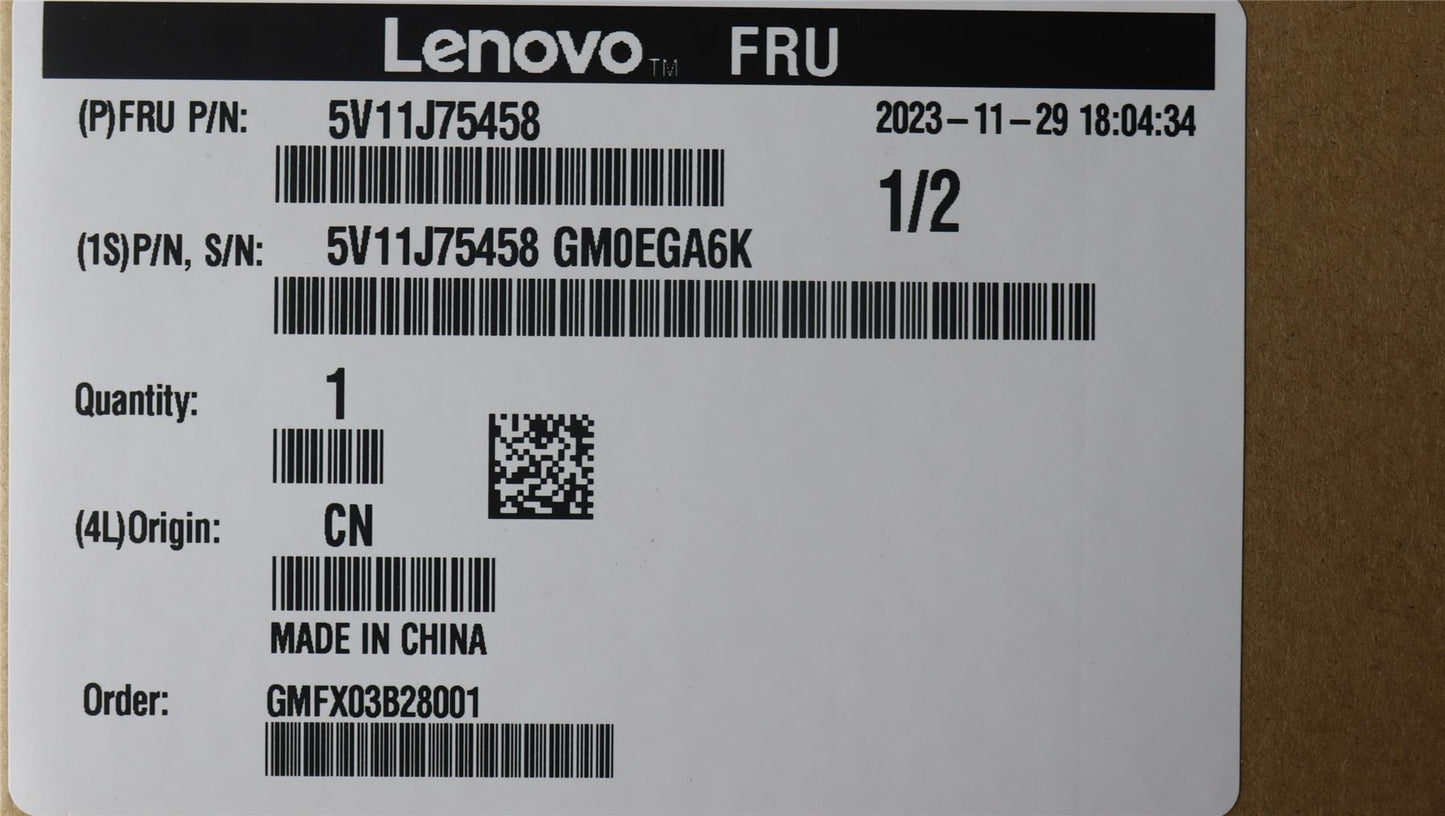 Lenovo™ FRU
(P)FRU P/N: 5V11J75458 2023-11-29 18:04:34
1/2
(1S)P/N, S/N: 5V11J75458 GM0EGA6K
Quantity: 1
(4L)Origin: CN
MADE IN CHINA
Order: GMFX03B28001